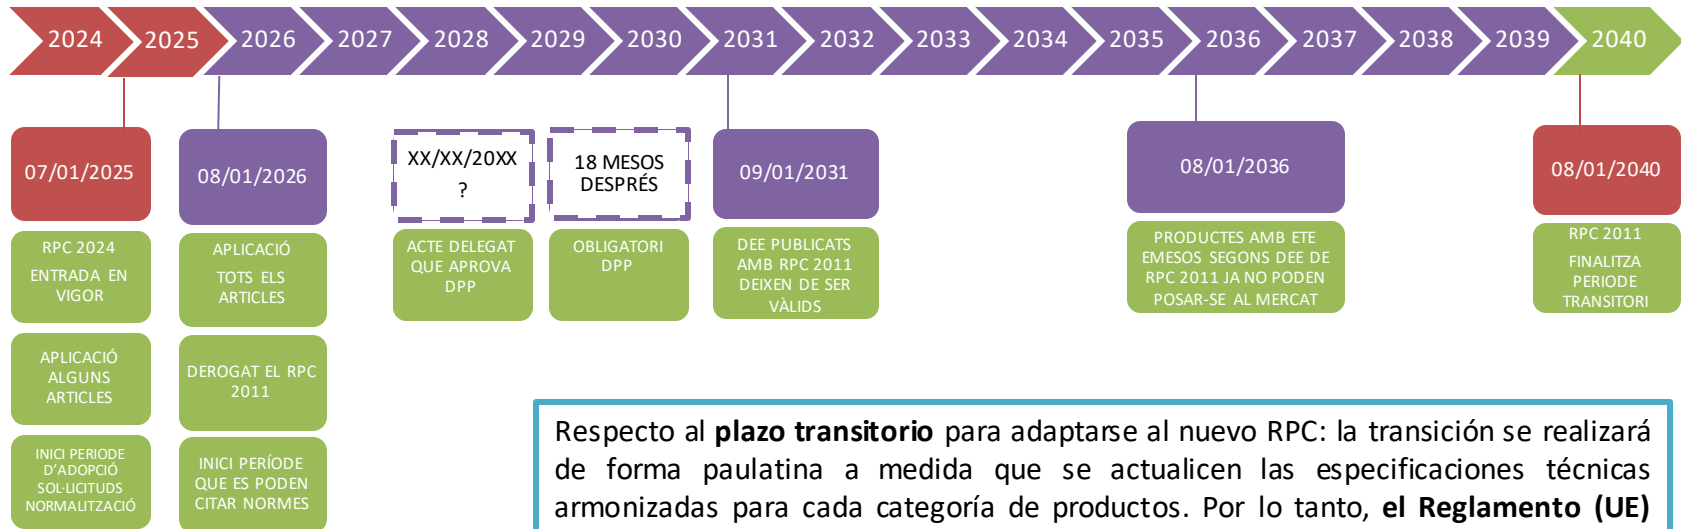 2024 2025 2026 2027 2028 2029 2030 2031 2032 2033 2034 2035 2036 2037 2038 2039 2040
07/01/2025
RPC 2024
ENTRADA EN
VIGOR
APLICACIÓ
ALGUNS
ARTICLES
INICI PERIODE
D’ADOPCIÓ
SOL·LICITUDS
NORMALITZACIÓ
08/01/2026
APLICACIÓ
TOTS ELS
ARTICLES
DEROGAT EL RPC
2011
INICI PERÍODE
QUE ES PODEN
CITAR NORMES
XX/XX/20XX
?
ACTE DELEGAT
QUE APROVA
DPP
18 MESOS
DESPRÉS
OBLIGATORI
DPP
09/01/2031
DEE PUBLICATS
AMB RPC 2011
DEIXEN DE SER
VÀLIDS
08/01/2036
PRODUCTES AMB ETE
EMESOS SEGONS DEE DE
RPC 2011 JA NO PODEN
POSAR-SE AL MERCAT
08/01/2040
RPC 2011
FINALITZA
PERIODE
TRANSITORI
Respecto al plazo transitorio para adaptarse al nuevo RPC: la transición se realizará
de forma paulatina a medida que se actualicen las especificaciones técnicas
armonizadas para cada categoría de productos. Por lo tanto, el Reglamento (UE)